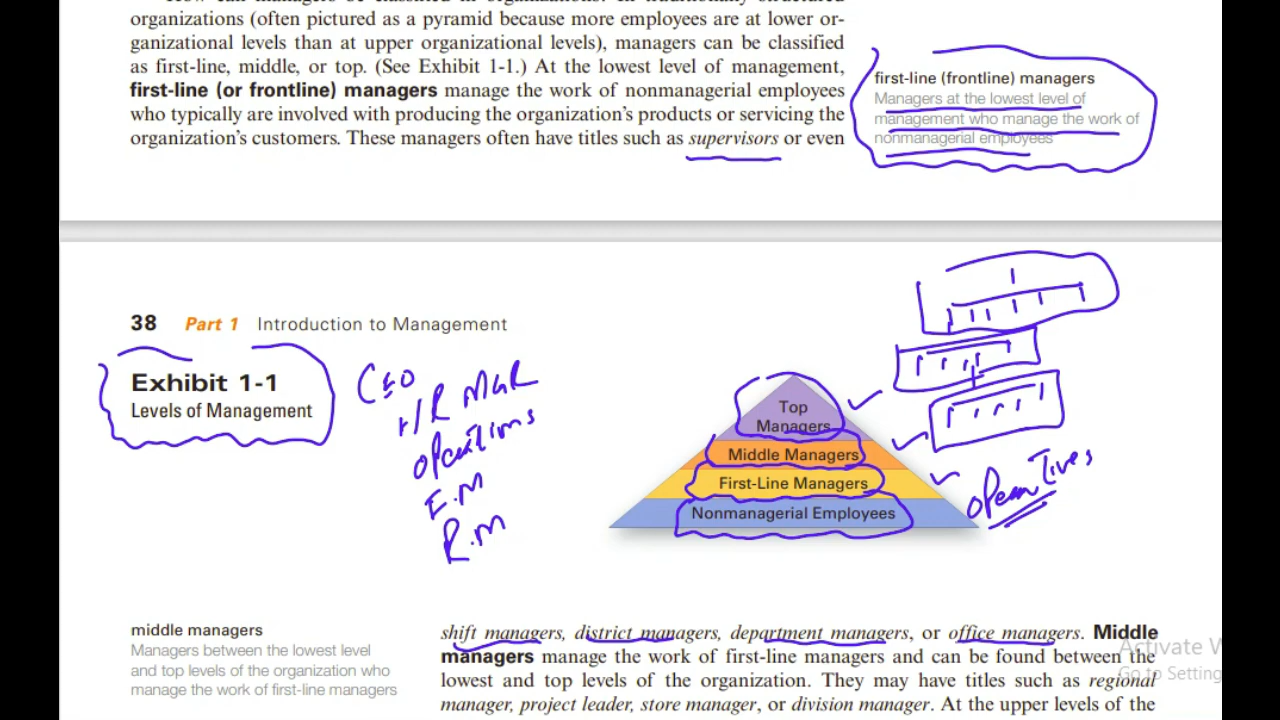 organizations (often pictured as a pyramid because more employees are at lower or-
ganizational levels than at upper organizational levels), managers can be classified
as first-line, middle, or top. (See Exhibit 1-1.) At the lowest level of management,
first-line (or frontline) managers manage the work of nonmanagerial employees
who typically are involved with producing the organization's products or servicing the
organization's customers. These managers often have titles such as supervisors or even
first-line (frontline) managers
Managers at the lowest level of
management who manage the work of
nonmanagerial employees
38 Part 1 Introduction to Management
Exhibit 1-1
Levels of Management
CEO
MGR
operations
E.M
R.M
Top
Managers
Middle Managers
First-Line Managers
Nonmanagerial Employees
operatives
middle managers
Managers between the lowest level
and top levels of the organization who
manage the work of first-line managers
shift managers, district managers, department managers, or office managers. Middle
managers manage the work of first-line managers and can be found between the
lowest and top levels of the organization. They may have titles such as regional
manager, project leader, store manager, or division manager. At the upper levels of the
Activate W
Go to Setting